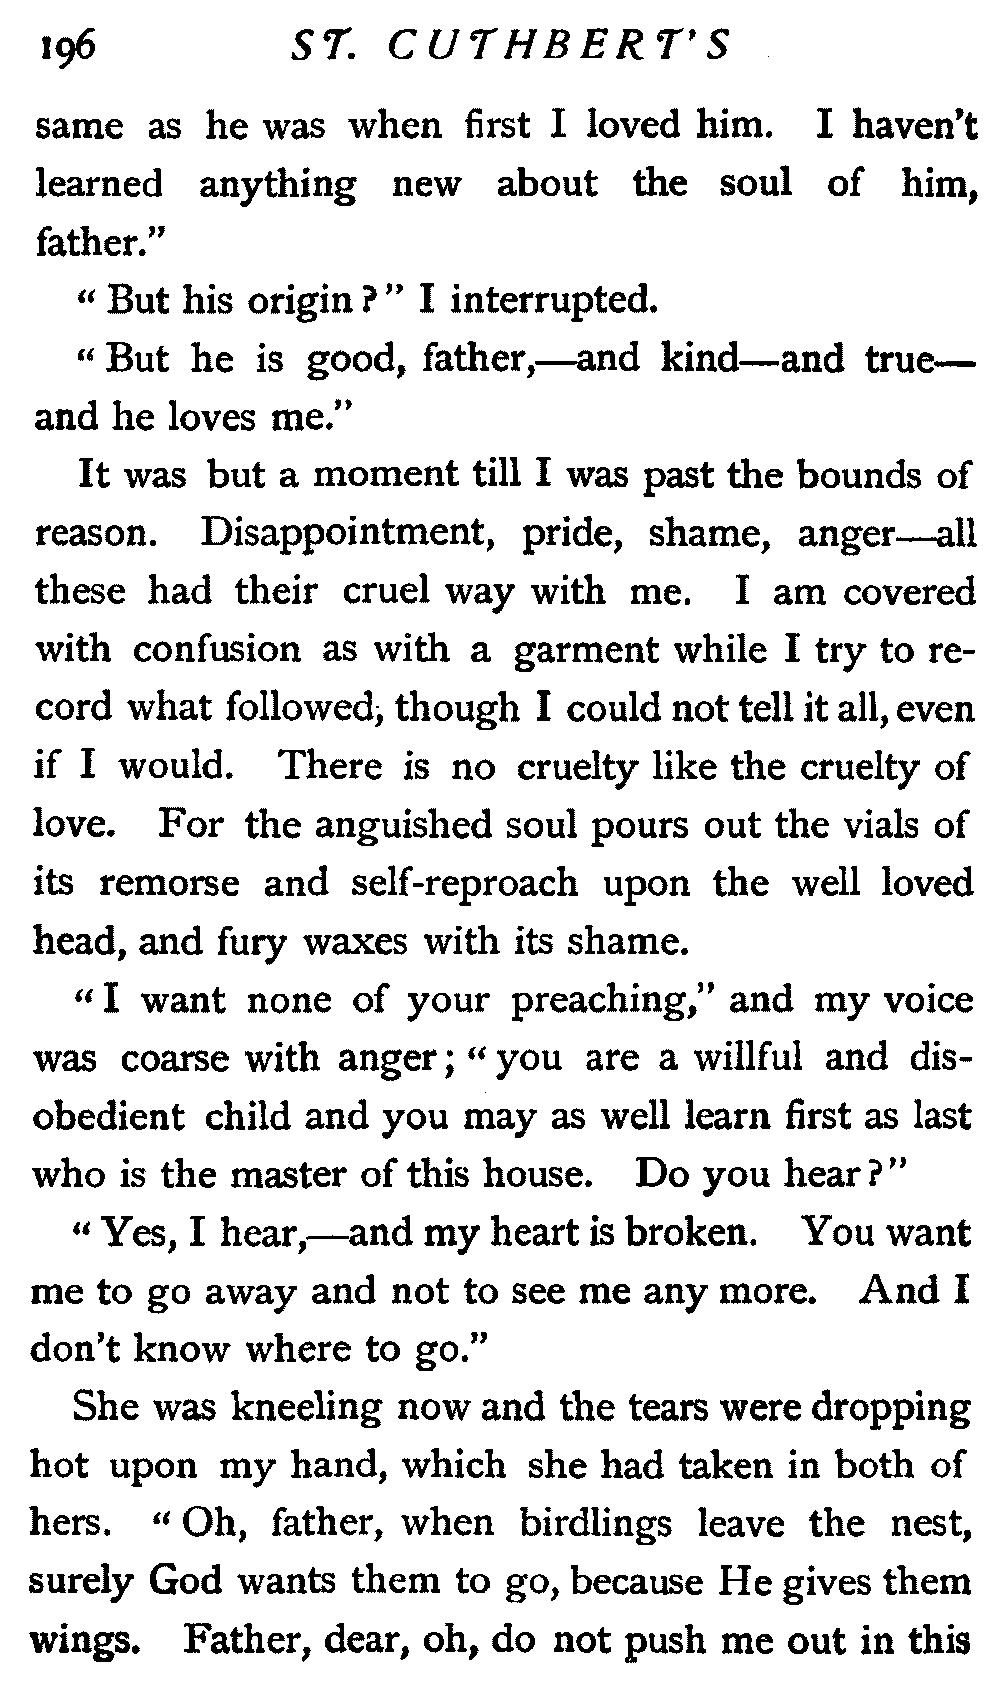 196 ST. CUTHBERT'S
same as he was when first I loved him. I haven't
learned anything new about the soul of him,
father."
"But his origin?" I interrupted.
"But he is good, father,—and kind—and true—
and he loves me."
It was but a moment till I was past the bounds of
reason. Disappointment, pride, shame, anger—all
these had their cruel way with me. I am covered
with confusion as with a garment while I try to re-
cord what followed, though I could not tell it all, even
if I would. There is no cruelty like the cruelty of
love. For the anguished soul pours out the vials of
its remorse and self-reproach upon the well loved
head, and fury waxes with its shame.
"I want none of your preaching," and my voice
was coarse with anger; "you are a willful and dis-
obedient child and you may as well learn first as last
who is the master of this house. Do you hear?"
"Yes, I hear,—and my heart is broken. You want
me to go away and not to see me any more. And I
don't know where to go."
She was kneeling now and the tears were dropping
hot upon my hand, which she had taken in both of
hers. "Oh, father, when birdlings leave the nest,
surely God wants them to go, because He gives them
wings. Father, dear, oh, do not push me out in this